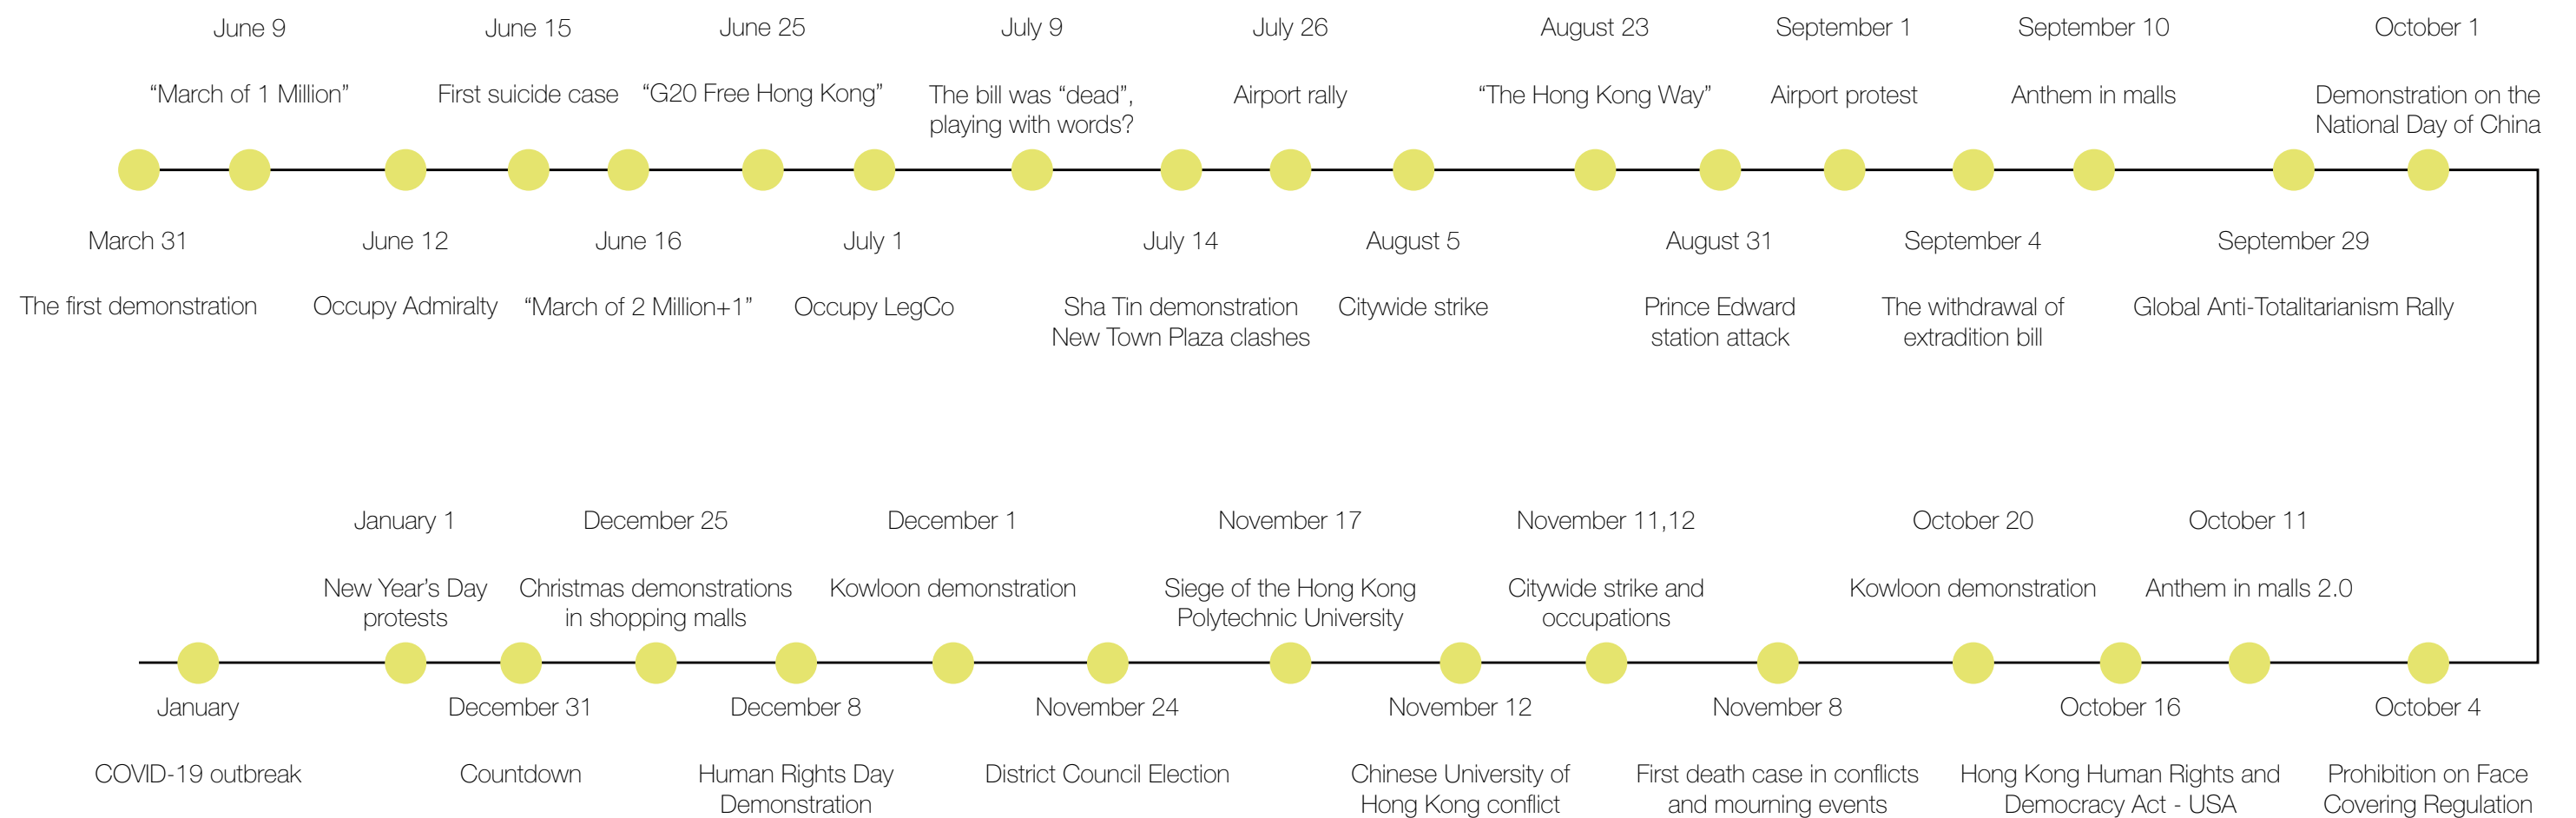 June 9
June 15
June 25
July 9
July 26
August 23
September 1
September 10
October 1
“March of 1 Million”
First suicide case
“G20 Free Hong Kong”
The bill was “dead”,
playing with words?
Airport rally
“The Hong Kong Way”
Airport protest
Anthem in malls
Demonstration on the
National Day of China
March 31
June 12
June 16
July 1
July 14
August 5
August 31
September 4
September 29
The first demonstration
Occupy Admiralty
“March of 2 Million+1”
Occupy LegCo
Sha Tin demonstration
New Town Plaza clashes
Citywide strike
Prince Edward
station attack
The withdrawal of
extradition bill
Global Anti-Totalitarianism Rally
January 1
December 25
December 1
November 17
November 11,12
October 20
October 11
New Year’s Day
protests
Christmas demonstrations
in shopping malls
Kowloon demonstration
Siege of the Hong Kong
Polytechnic University
Citywide strike and
occupations
Kowloon demonstration
Anthem in malls 2.0
January
December 31
December 8
November 24
November 12
November 8
October 16
October 4
COVID-19 outbreak
Countdown
Human Rights Day
Demonstration
District Council Election
Chinese University of
Hong Kong conflict
First death case in conflicts
and mourning events
Hong Kong Human Rights and
Democracy Act - USA
Prohibition on Face
Covering Regulation